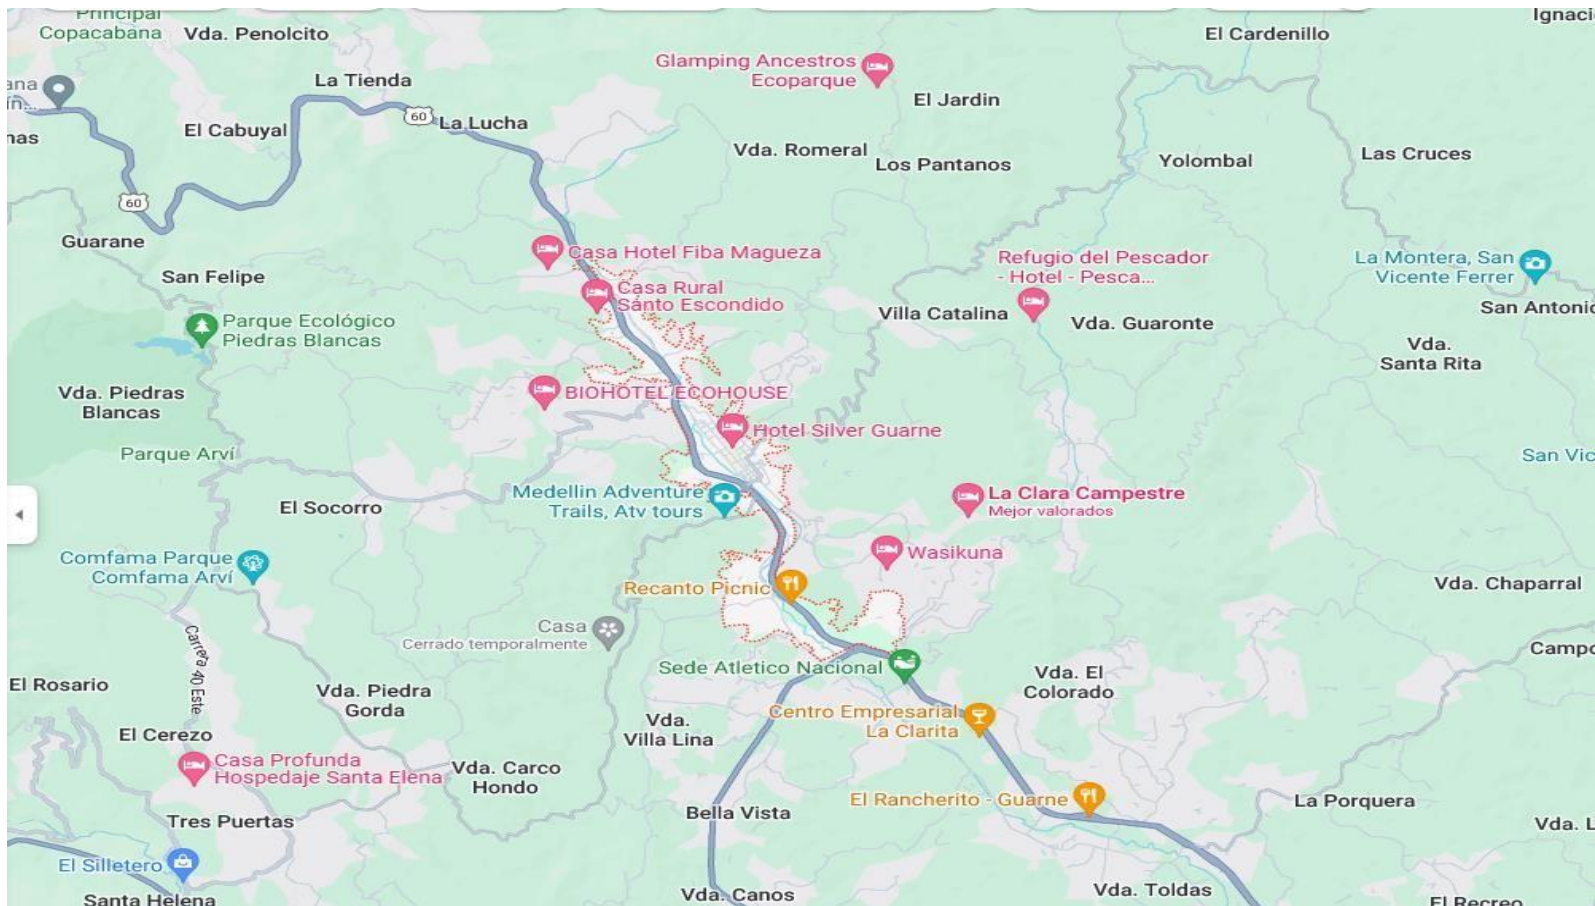 Principal
Copacabana
Vda. Penolcito
El Cardenillo
Ignaci
La Tienda
Glamping Ancestros
Ecoparque
El Jardin
ana
ín...
nas
El Cabuyal
60
La Lucha
Vda. Romeral
Los Pantanos
Yolombal
Las Cruces
60
Guarane
San Felipe
Casa Hotel Fiba Magueza
Casa Rural
Santo Escondido
Refugio del Pescador
- Hotel - Pesca...
La Montera, San
Vicente Ferrer
San Antonio
Villa Catalina
Vda. Guaronte
Parque Ecológico
Piedras Blancas
Vda.
Santa Rita
Vda. Piedras
Blancas
BIOHOTEL ECOHOUSE
Hotel Silver Guarne
Parque Arví
San Vic
El Socorro
Medellin Adventure
Trails, Atv tours
La Clara Campestre
Mejor valorados
Wasikuna
Comfama Parque
Comfama Arví
Recanto Picnic
Vda. Chaparral
Casa
Cerrado temporalmente
Carrera 40 Este
Sede Atletico Nacional
Campo
El Rosario
Vda. Piedra
Gorda
Vda. El
Colorado
El Cerezo
Vda.
Villa Lina
Centro Empresarial
La Clarita
Casa Profunda
Hospedaje Santa Elena
Vda. Carco
Hondo
Tres Puertas
Bella Vista
El Rancherito - Guarne
La Porquera
Vda. L
El Silletero
Santa Helena
Vda. Canos
Vda. Toldas
El Recreo